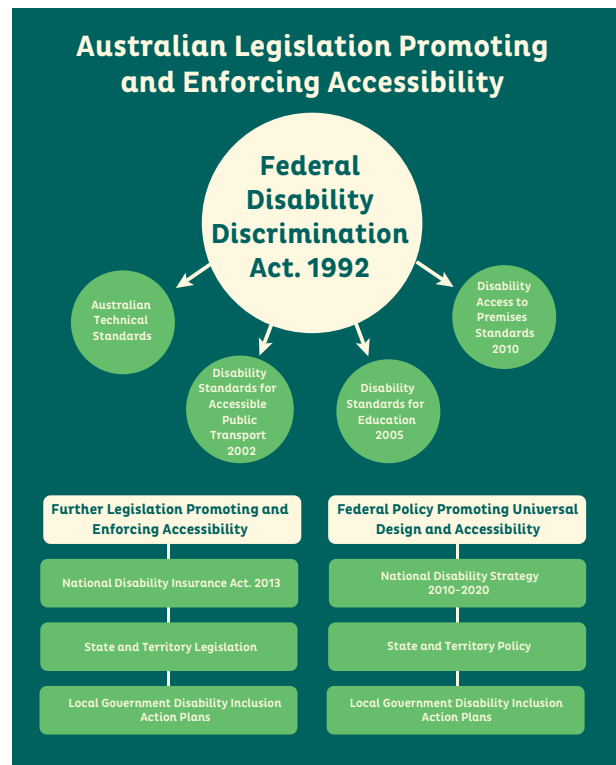 Australian Legislation Promoting
and Enforcing Accessibility
Federal
Disability
Discrimination
Act. 1992
Australian
Technical
Standards
Disability
Standards for
Accessible
Public
Transport
2002
Disability
Standards for
Education
2005
Disability
Access to
Premises
Standards
2010
Further Legislation Promoting and
Enforcing Accessibility
National Disability Insurance Act. 2013
State and Territory Legislation
Local Government Disability Inclusion
Action Plans
Federal Policy Promoting Universal
Design and Accessibility
National Disability Strategy
2010-2020
State and Territory Policy
Local Government Disability Inclusion
Action Plans